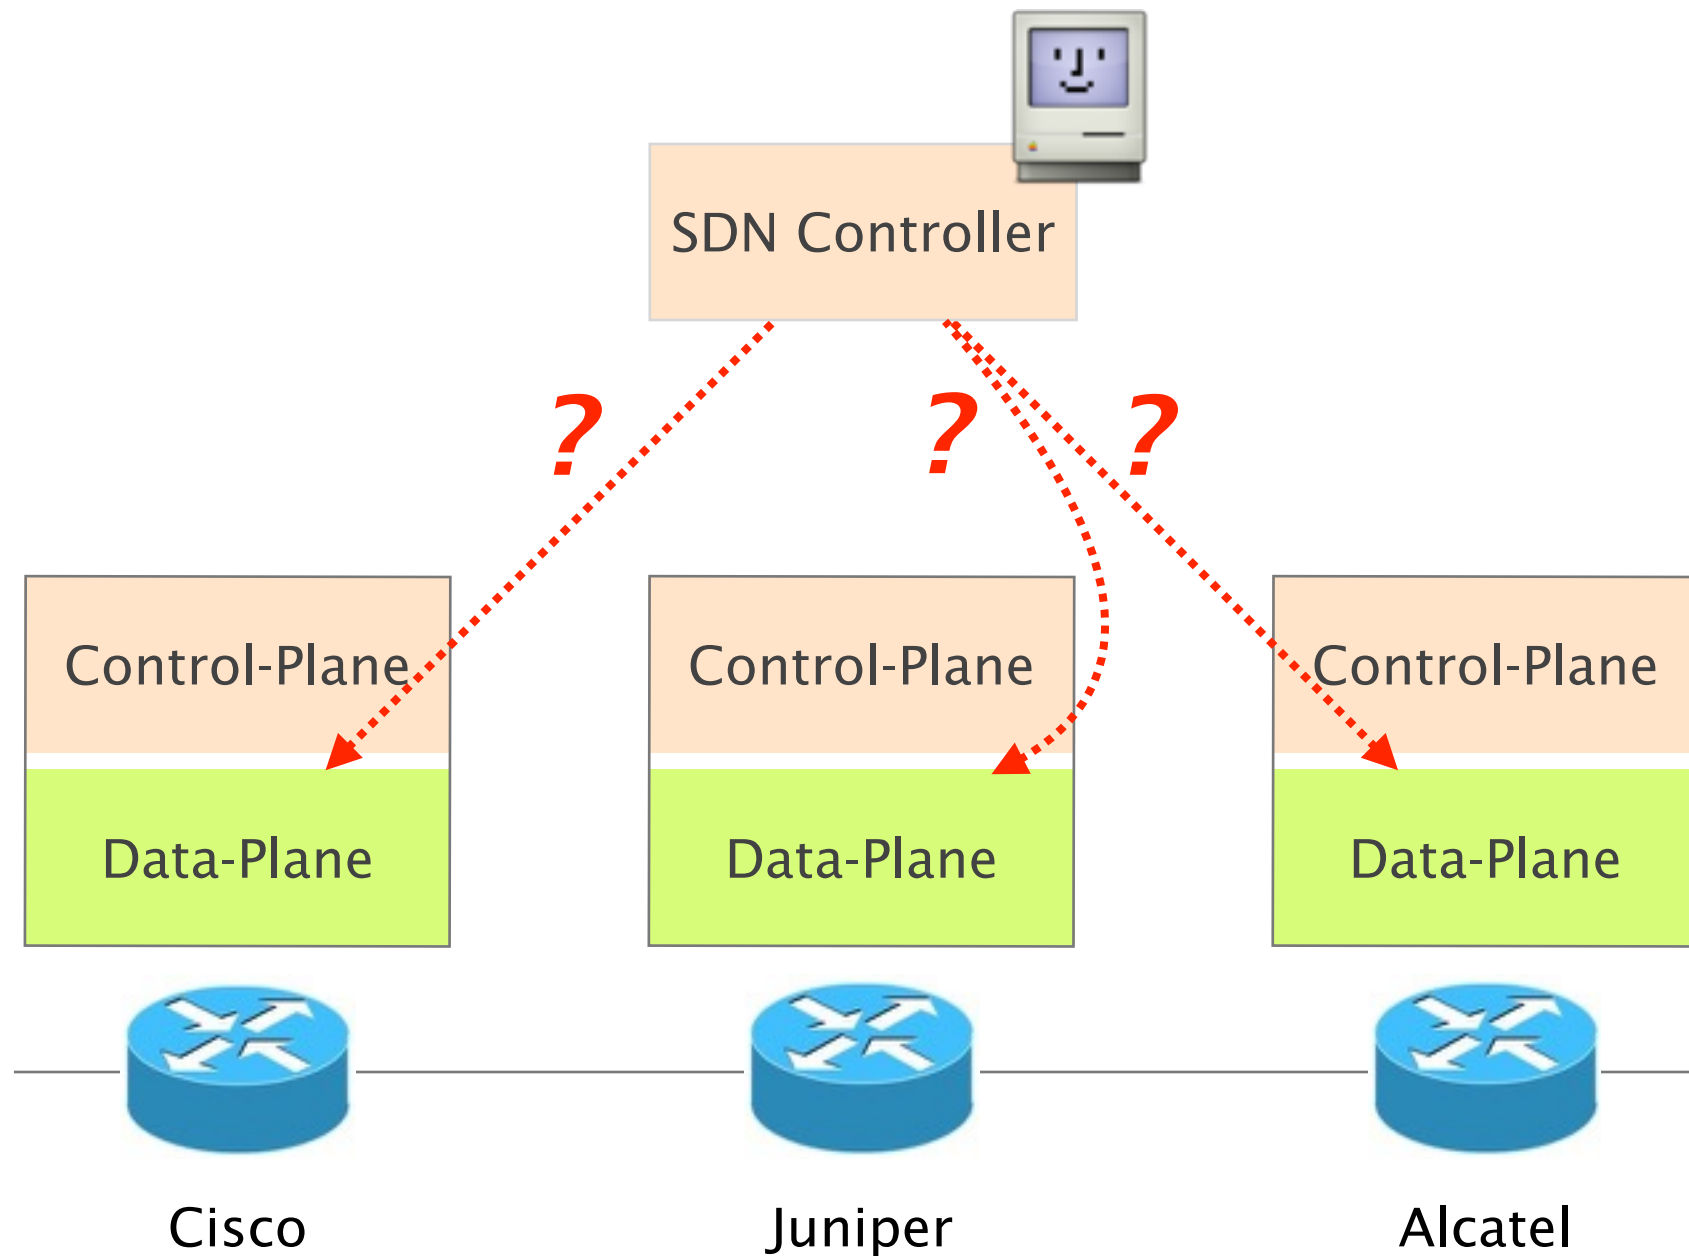 SDN Controller
? ? ?
Control-Plane Control-Plane Control-Plane
Data-Plane Data-Plane Data-Plane
Cisco Juniper Alcatel